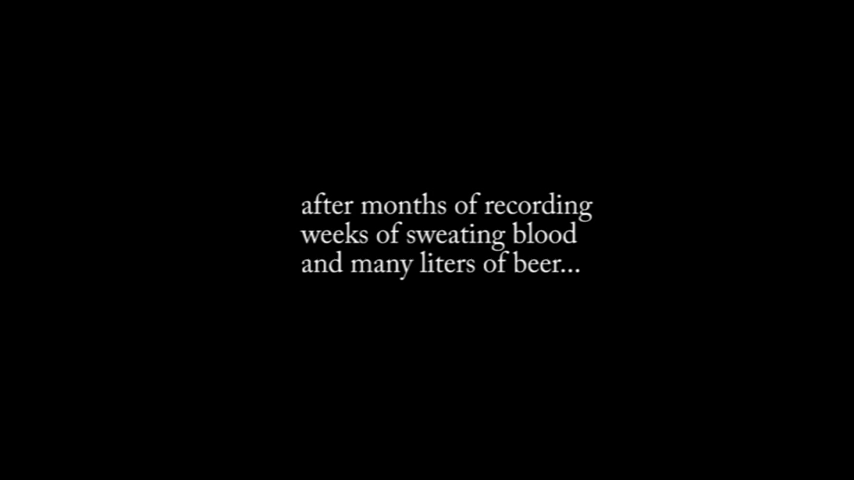 after months of recording
weeks of sweating blood
and many liters of beer...